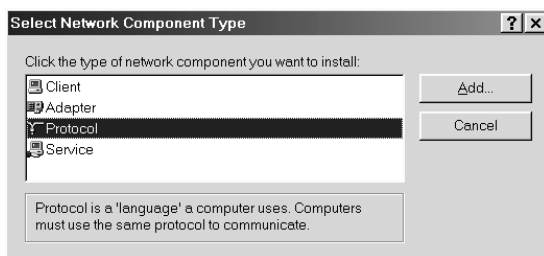 Select Network Component Type
Click the type of network component you want to install:
Client
Adapter
Protocol
Service
Add...
Cancel
Protocol is a 'language' a computer uses. Computers
must use the same protocol to communicate.